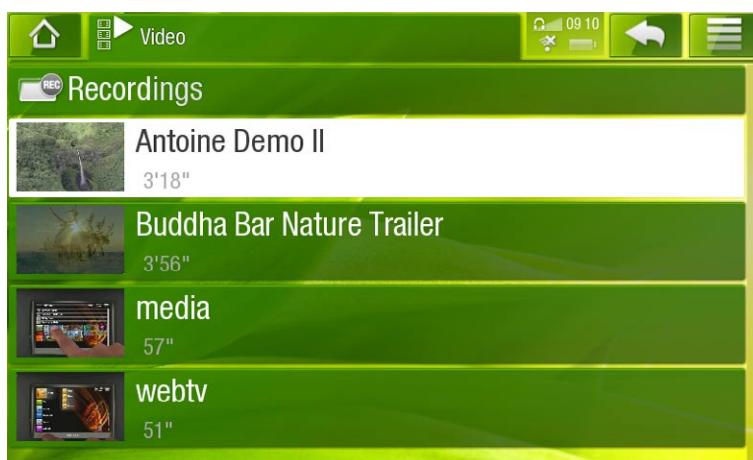 Video
09 10
REC Recordings
Antoine Demo II
3'18"
Buddha Bar Nature Trailer
3'56"
media
57"
webtv
51"